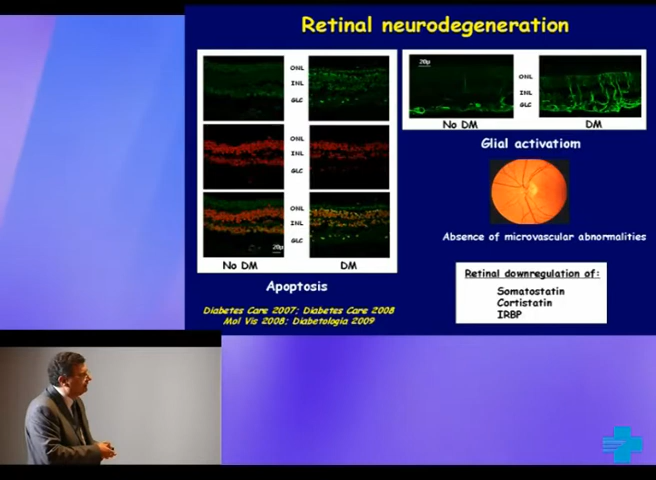 Retinal neurodegeneration
ONL
INL
GLC
ONL
INL
GLC
ONL
INL
GLC
20µ
No DM DM
Apoptosis
Diabetes Care 2007; Diabetes Care 2008
Mol Vis 2008; Diabetologia 2009
20µ
ONL
INL
GLC
No DM DM
Glial activatiom
Absence of microvascular abnormalities
Retinal downregulation of:
Somatostatin
Cortistatin
IRBP